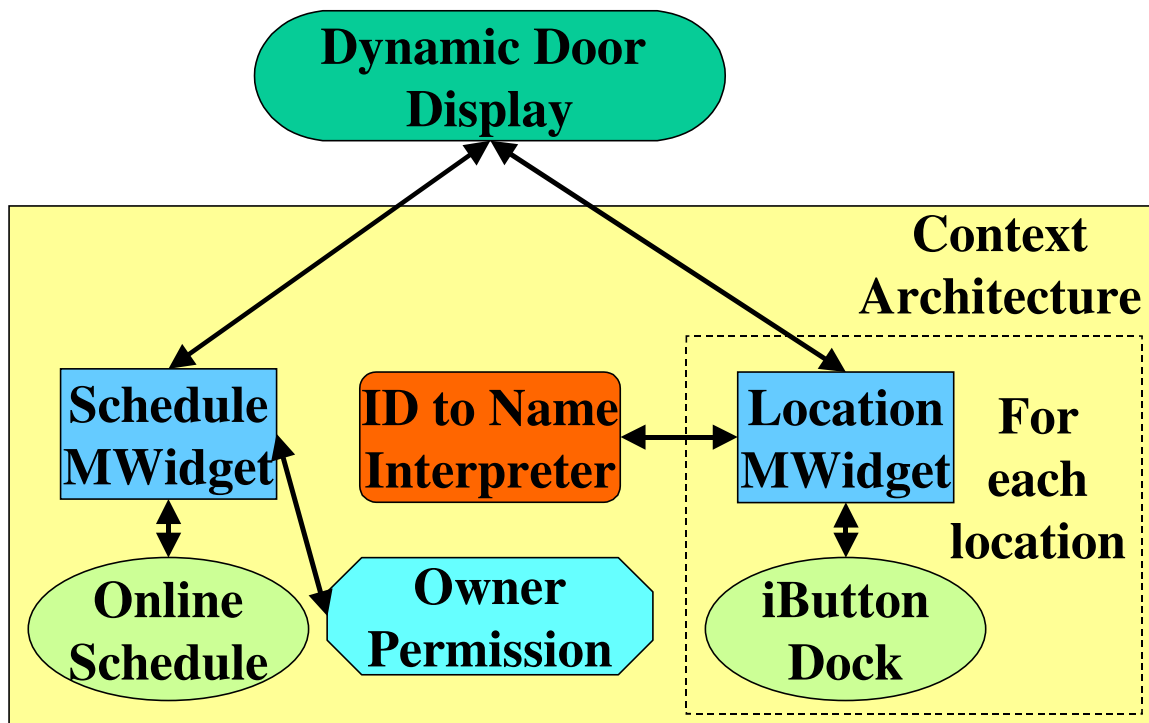 Dynamic Door
Display
Context
Architecture
Schedule
MWidget
ID to Name
Interpreter
Location
MWidget
For
each
location
Online
Schedule
Owner
Permission
iButton
Dock